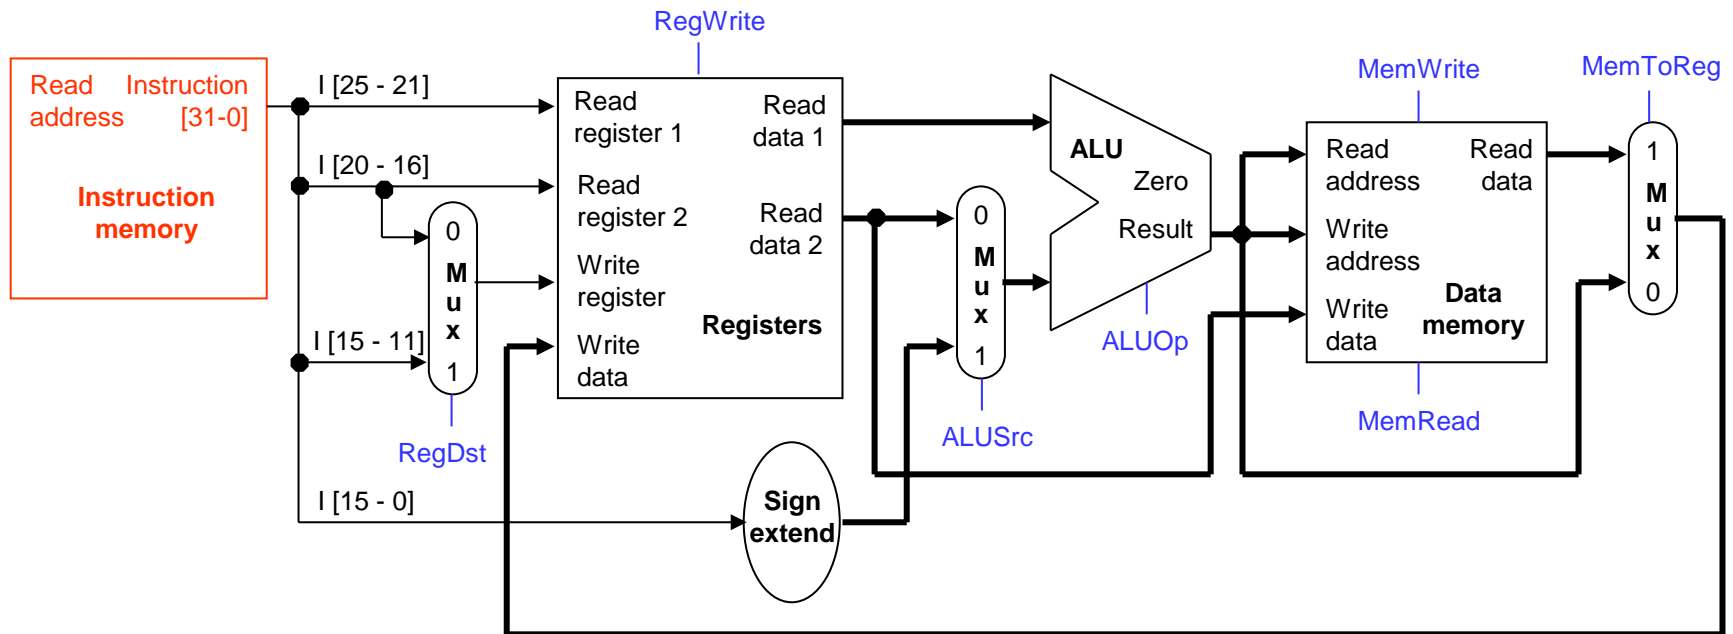 RegWrite
Read Instruction
address [31-0]
Instruction
memory
I [25 - 21]
I [20 - 16]
I [15 - 11]
I [15 - 0]
0
M
u
x
1
RegDst
Read
register 1
Read
register 2
Write
register
Write
data
Read
data 1
Read
data 2
Registers
Sign
extend
0
M
u
x
1
ALUSrc
ALU
Zero
Result
ALUOp
MemWrite
Read
address
Write
address
Write
data
Read
data
Data
memory
MemRead
MemToReg
1
M
u
x
0